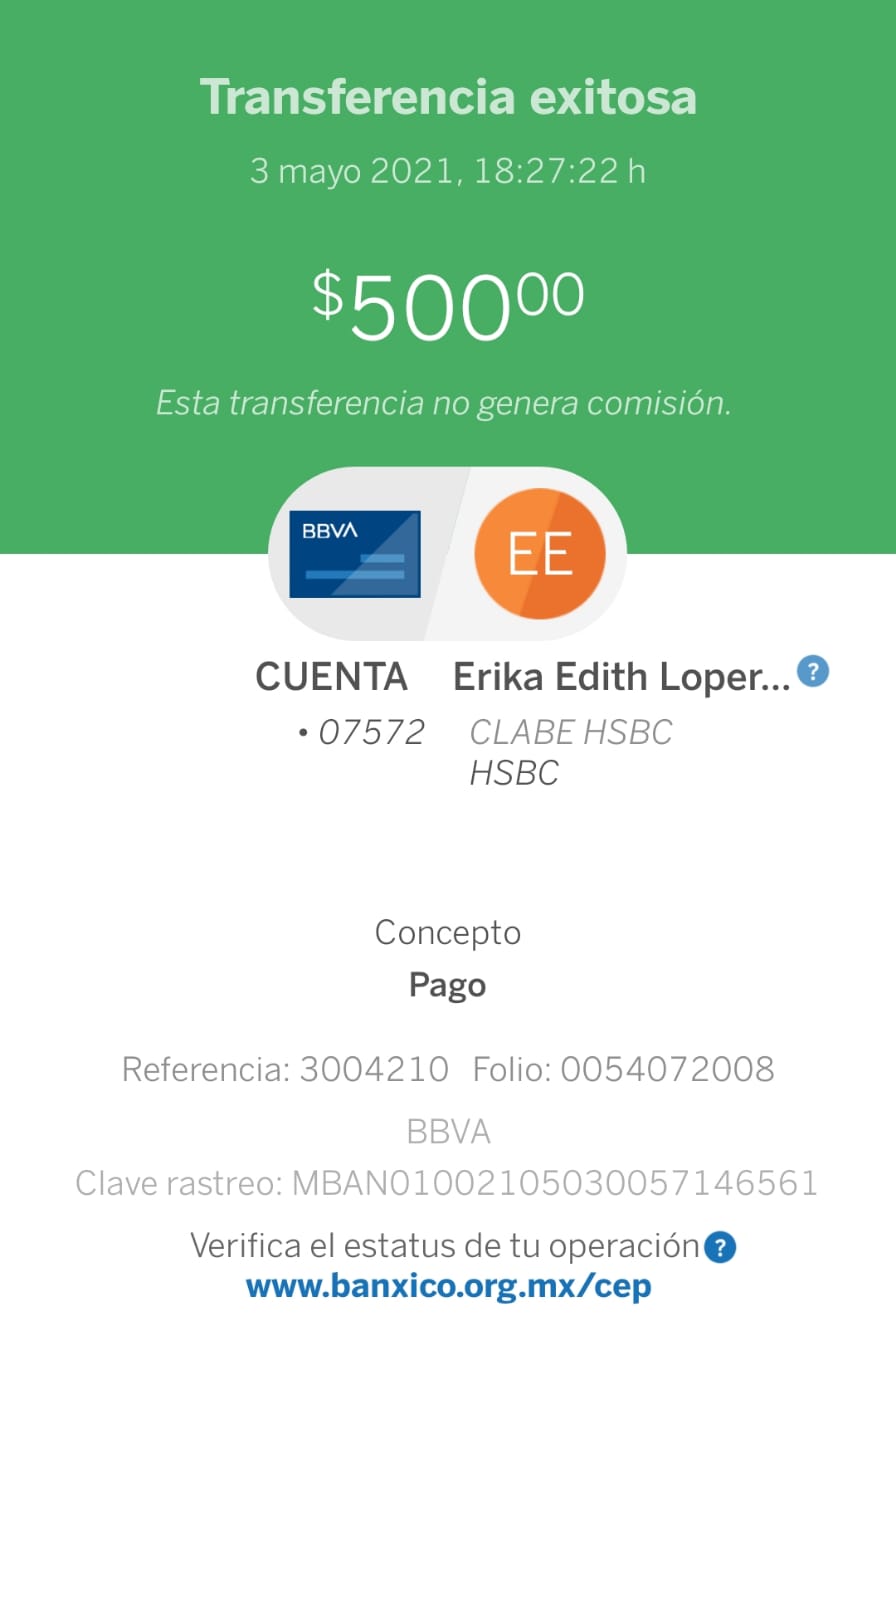 Transferencia exitosa
3 mayo 2021, 18:27:22 h
$500⁰⁰
Esta transferencia no genera comisión.
BBVA
EE
CUENTA
• 07572
Erika Edith Loper... ?
CLABE HSBC
HSBC
Concepto
Pago
Referencia: 3004210 Folio: 0054072008
BBVA
Clave rastreo: MBAN01002105030057146561
Verifica el estatus de tu operación ?
www.banxico.org.mx/cep